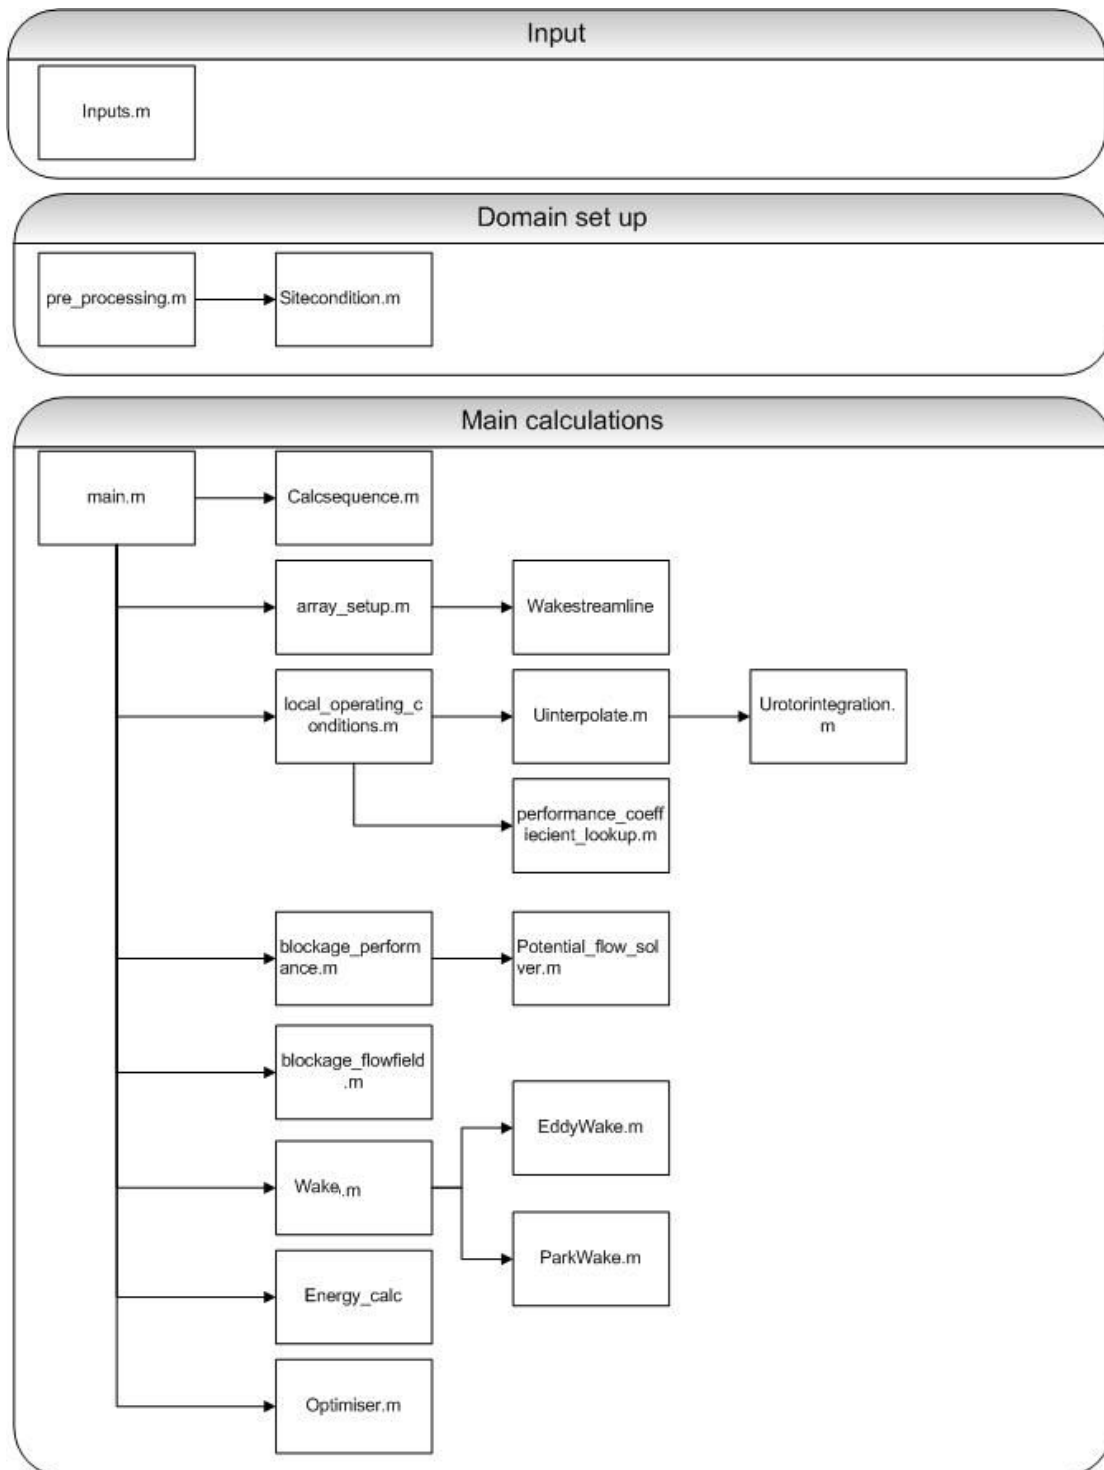 Input
Inputs.m
Domain set up
pre_processing.m
Sitecondition.m
Main calculations
main.m
Calcsequence.m
array_setup.m
Wakestreamline
local_operating_c
onditions.m
Uinterpolate.m
Urotorintegration.
m
performance_coeff
iecient_lookup.m
blockage_perform
ance.m
Potential_flow_sol
ver.m
blockage_flowfield
.m
EddyWake.m
Wake.m
ParkWake.m
Energy_calc
Optimiser.m